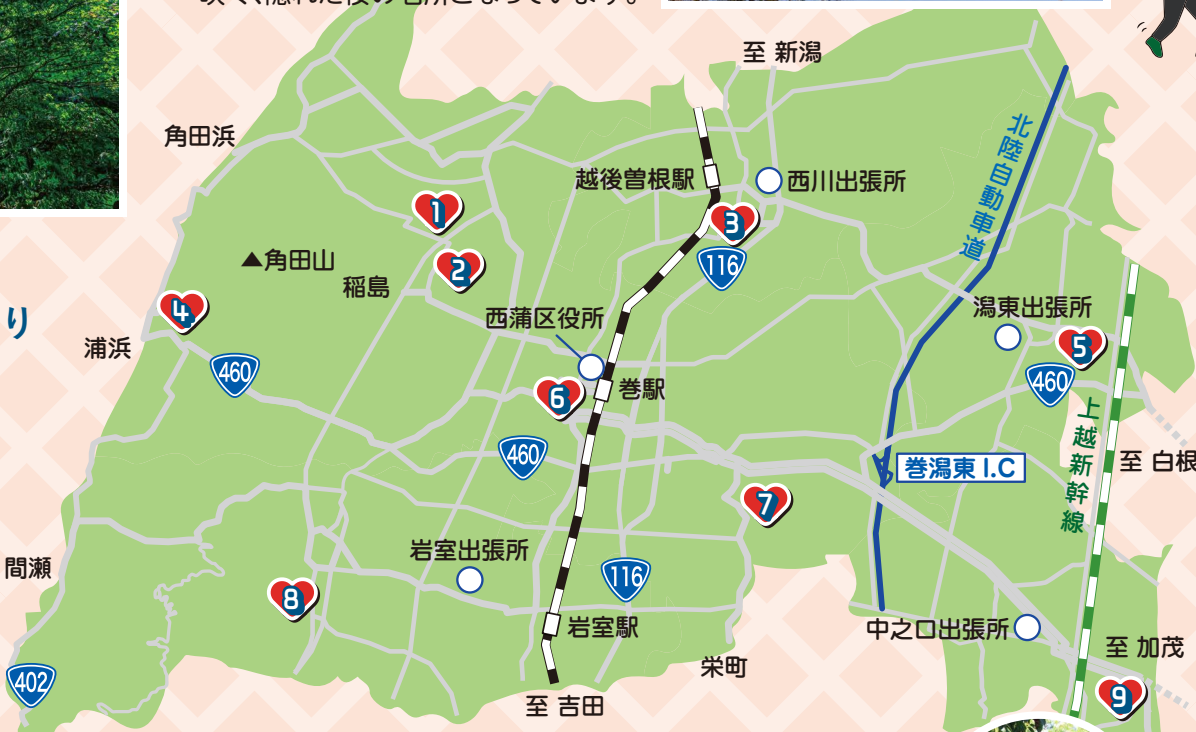 至 新潟
角田浜
越後曽根駅
西川出張所
北陸自動車道
1
3
116
2
▲角田山
稲島
4
り
西蒲区役所
潟東出張所
浦浜
5
460
460
6
巻駅
上越新幹線
460
巻潟東 I.C
至 白根
7
岩室出張所
間瀬
116
8
岩室駅
中之口出張所
栄町
至 加茂
402
9
至 吉田